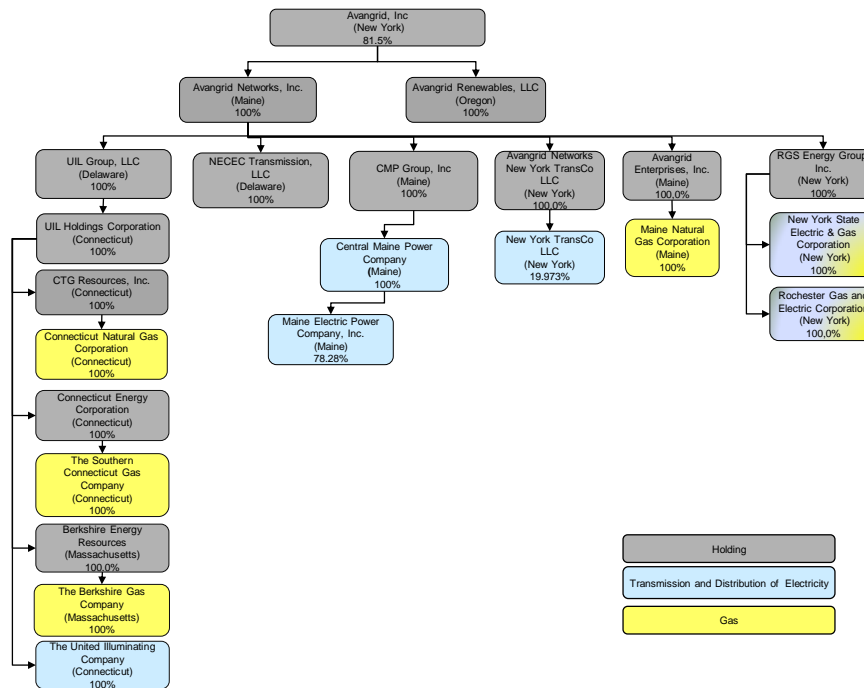 Avangrid, Inc
(New York)
81.5%
Avangrid Networks, Inc.
(Maine)
100%
Avangrid Renewables, LLC
(Oregon)
100%
UIL Group, LLC
(Delaware)
100%
NECEC Transmission,
LLC
(Delaware)
100%
CMP Group, Inc
(Maine)
100%
Avangrid Networks
New York TransCo
LLC
(New York)
100,0%
Avangrid
Enterprises, Inc.
(Maine)
100,0%
RGS Energy Group,
Inc.
(New York)
100%
UIL Holdings Corporation
(Connecticut)
100%
Central Maine Power
Company
(Maine)
100%
New York TransCo
LLC
(New York)
19.973%
Maine Natural
Gas Corporation
(Maine)
100%
New York State
Electric & Gas
Corporation
(New York)
100%
CTG Resources, Inc.
(Connecticut)
100%
Maine Electric Power
Company, Inc.
(Maine)
78.28%
Rochester Gas and
Electric Corporation
(New York)
100,0%
Connecticut Natural Gas
Corporation
(Connecticut)
100%
Connecticut Energy
Corporation
(Connecticut)
100%
The Southern
Connecticut Gas
Company
(Connecticut)
100%
Berkshire Energy
Resources
(Massachusetts)
100,0%
The Berkshire Gas
Company
(Massachusetts)
100%
The United Illuminating
Company
(Connecticut)
100%
Holding
Transmission and Distribution of Electricity
Gas